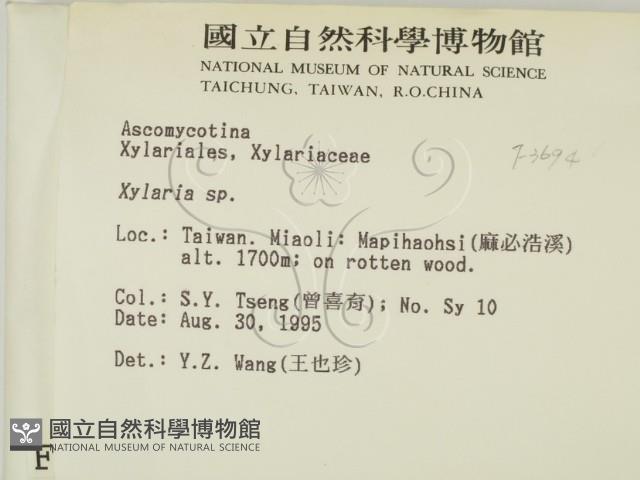 國立自然科學博物館
NATIONAL MUSEUM OF NATURAL SCIENCE
TAICHUNG, TAIWAN, R.O.CHINA
Ascomycotina
Xylariales, Xylariaceae
F-3694
Xylaria sp.
Loc.: Taiwan. Miaoli: Mapihaohsi(麻必浩溪)
alt. 1700m; on rotten wood.
Col.: S.Y. Tseng(曾喜育); No. Sy 10
Date: Aug. 30, 1995
Det.: Y.Z. Wang(王也珍)
國立自然科學博物館
NATIONAL MUSEUM OF NATURAL SCIENCE
F